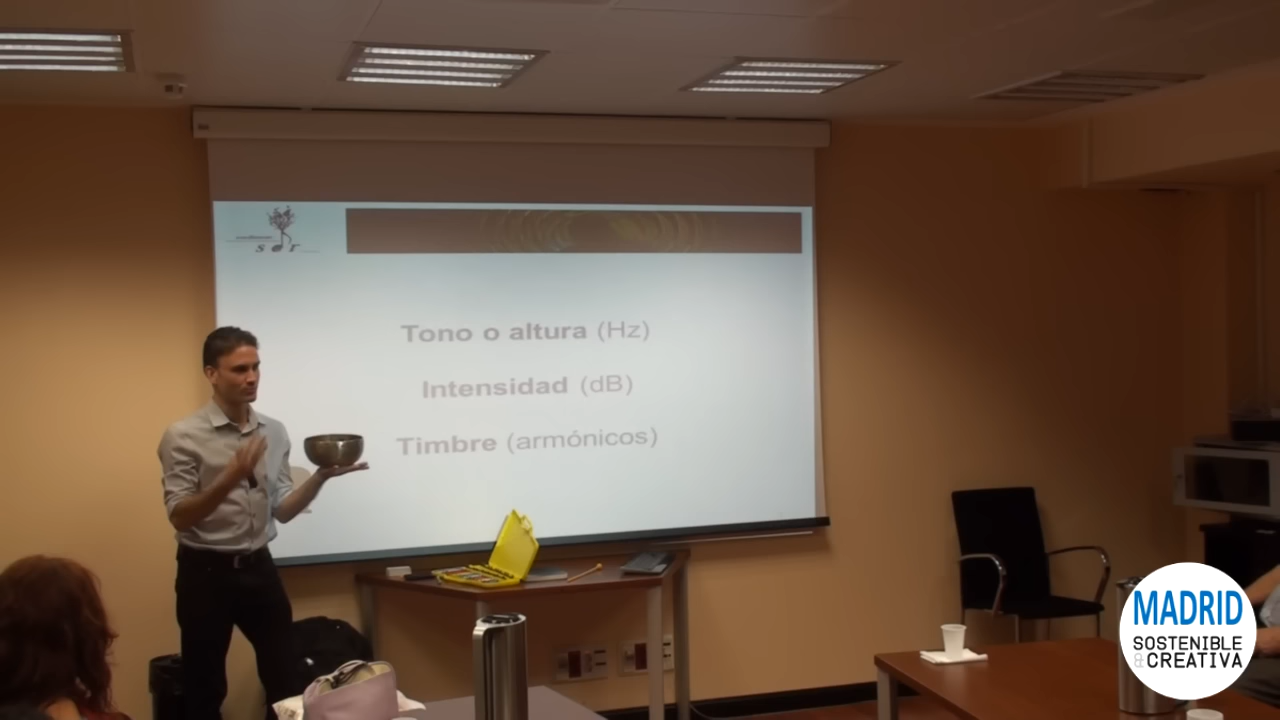 s r
Tono o altura (Hz)
Intensidad (dB)
Timbre (armónicos)
MADRID
SOSTENIBLE
CREATIVA